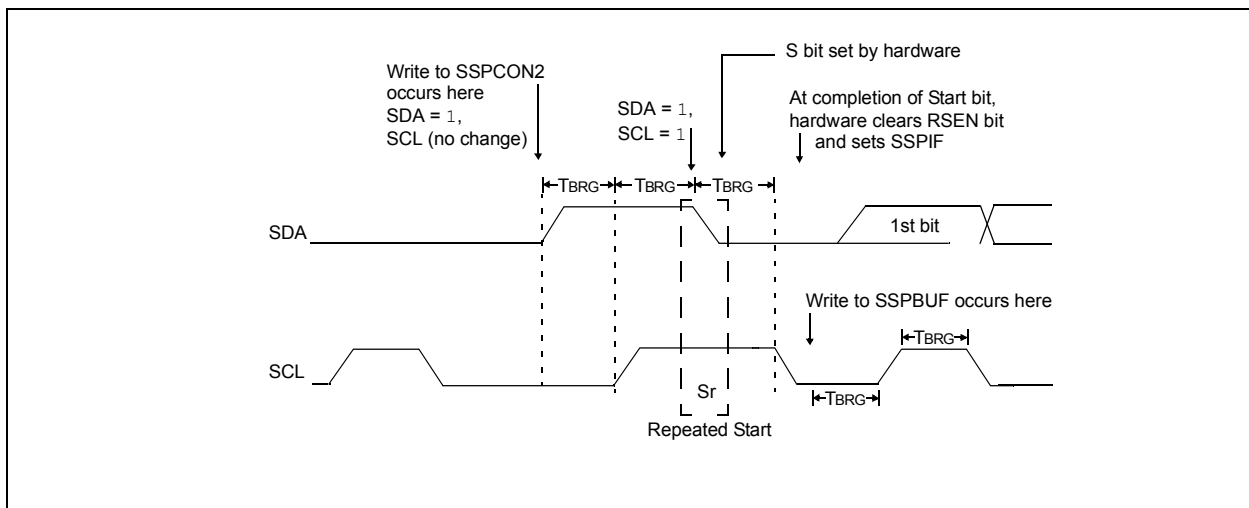 S bit set by hardware
Write to SSPCON2
occurs here
SDA = 1,
SCL (no change)
SDA = 1,
SCL = 1
At completion of Start bit,
hardware clears RSEN bit
and sets SSPIF
TBRG TBRG TBRG
SDA
1st bit
Write to SSPBUF occurs here
TBRG
SCL
Sr
TBRG
Repeated Start